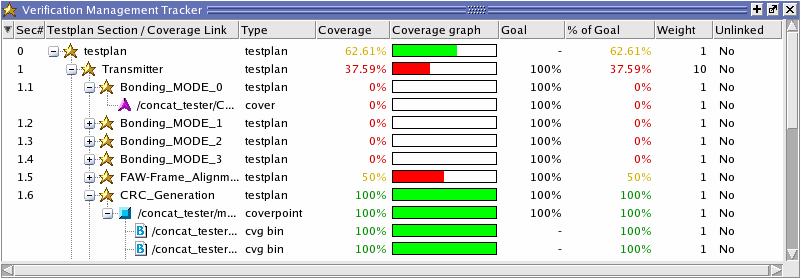 Verification Management Tracker
Sec# Testplan Section / Coverage Link Type Coverage Coverage graph Goal % of Goal Weight Unlinked
0 testplan testplan 62.61% - 62.61% 1 No
1 Transmitter testplan 37.59% 100% 37.59% 10 No
1.1 Bonding_MODE_0 testplan 0% 100% 0% 1 No
/concat_tester/C... cover 0% 100% 0% 1 No
1.2 Bonding_MODE_1 testplan 0% 100% 0% 1 No
1.3 Bonding_MODE_2 testplan 0% 100% 0% 1 No
1.4 Bonding_MODE_3 testplan 0% 100% 0% 1 No
1.5 FAW-Frame_Alignm... testplan 50% 100% 50% 1 No
1.6 CRC_Generation testplan 100% 100% 100% 1 No
/concat_tester/m... coverpoint 100% 100% 100% 1 No
B /concat_tester... cvg bin 100% - 100% 1 No
B /concat_tester... cvg bin 100% - 100% 1 No